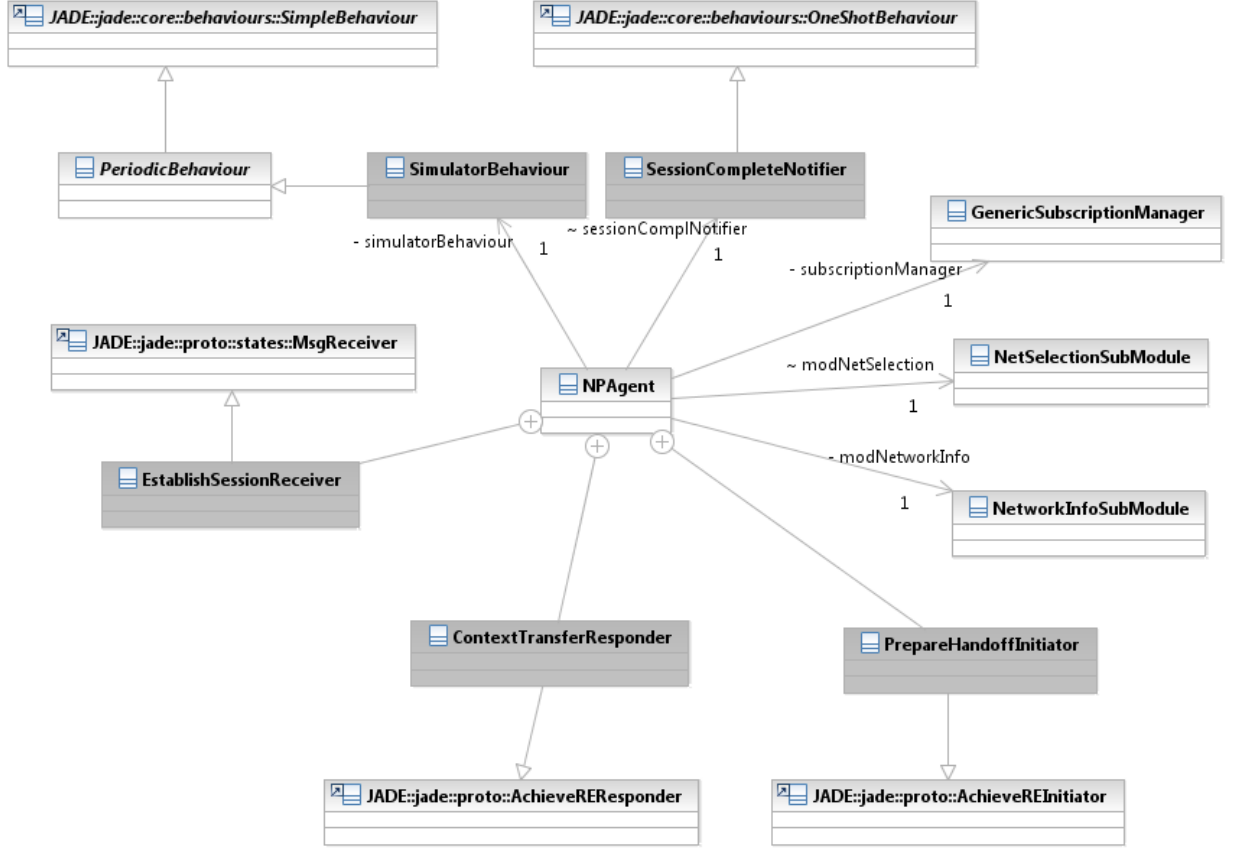 JADE::jade::core::behaviours::SimpleBehaviour
JADE::jade::core::behaviours::OneShotBehaviour
PeriodicBehaviour
SimulatorBehaviour
SessionCompleteNotifier
GenericSubscriptionManager
- simulatorBehaviour
1
~ sessionComplNotifier
1
- subscriptionManager
1
JADE::jade::proto::states::MsgReceiver
NPAgent
~ modNetSelection
1
NetSelectionSubModule
- modNetworkInfo
1
NetworkInfoSubModule
EstablishSessionReceiver
ContextTransferResponder
PrepareHandoffInitiator
JADE::jade::proto::AchieveREResponder
JADE::jade::proto::AchieveREInitiator